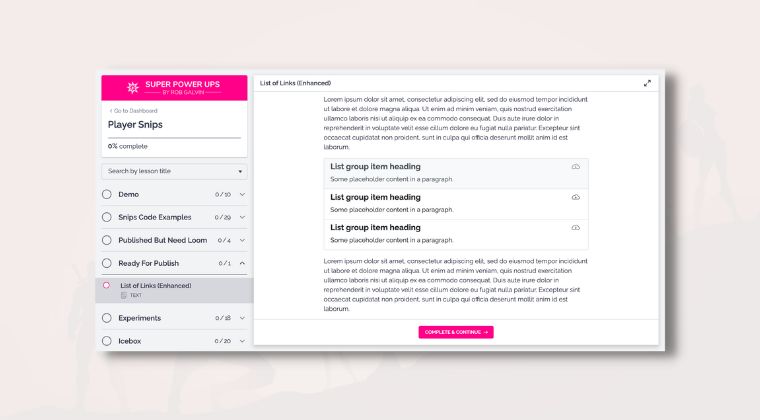 SUPER POWER UPS
BY ROB GALVIN
< Go to Dashboard
Player Snips
0% complete
Search by lesson title
Demo 0/10
Snips Code Examples 0/29
Published But Need Loom 0/4
Ready For Publish 0/1
List of Links (Enhanced)
TEXT
Experiments 0/18
Icebox 0/20
List of Links (Enhanced)
Lorem ipsum dolor sit amet, consectetur adipiscing elit, sed do eiusmod tempor incididunt
ut labore et dolore magna aliqua. Ut enim ad minim veniam, quis nostrud exercitation
ullamco laboris nisi ut aliquip ex ea commodo consequat. Duis aute irure dolor in
reprehenderit in voluptate velit esse cillum dolore eu fugiat nulla pariatur. Excepteur sint
occaecat cupidatat non proident, sunt in culpa qui officia deserunt mollit anim id est
laborum.
List group item heading
Some placeholder content in a paragraph.
List group item heading
Some placeholder content in a paragraph.
List group item heading
Some placeholder content in a paragraph.
Lorem ipsum dolor sit amet, consectetur adipiscing elit, sed do eiusmod tempor incididunt
ut labore et dolore magna aliqua. Ut enim ad minim veniam, quis nostrud exercitation
ullamco laboris nisi ut aliquip ex ea commodo consequat. Duis aute irure dolor in
reprehenderit in voluptate velit esse cillum dolore eu fugiat nulla pariatur. Excepteur sint
occaecat cupidatat non proident, sunt in culpa qui officia deserunt mollit anim id est
laborum.
COMPLETE & CONTINUE →